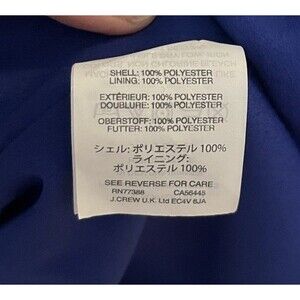 SHELL: 100% POLYESTER
LINING: 100% POLYESTER
EXTÉRIEUR: 100% POLYESTER
DOUBLURE: 100% POLYESTER
OBERSTOFF: 100% POLYESTER
FUTTER: 100% POLYESTER
シェル: ポリエステル 100%
ライニング:
ポリエステル 100%
SEE REVERSE FOR CARE
RN77388 CA56445
J.CREW U.K. Ltd EC4V 6JA